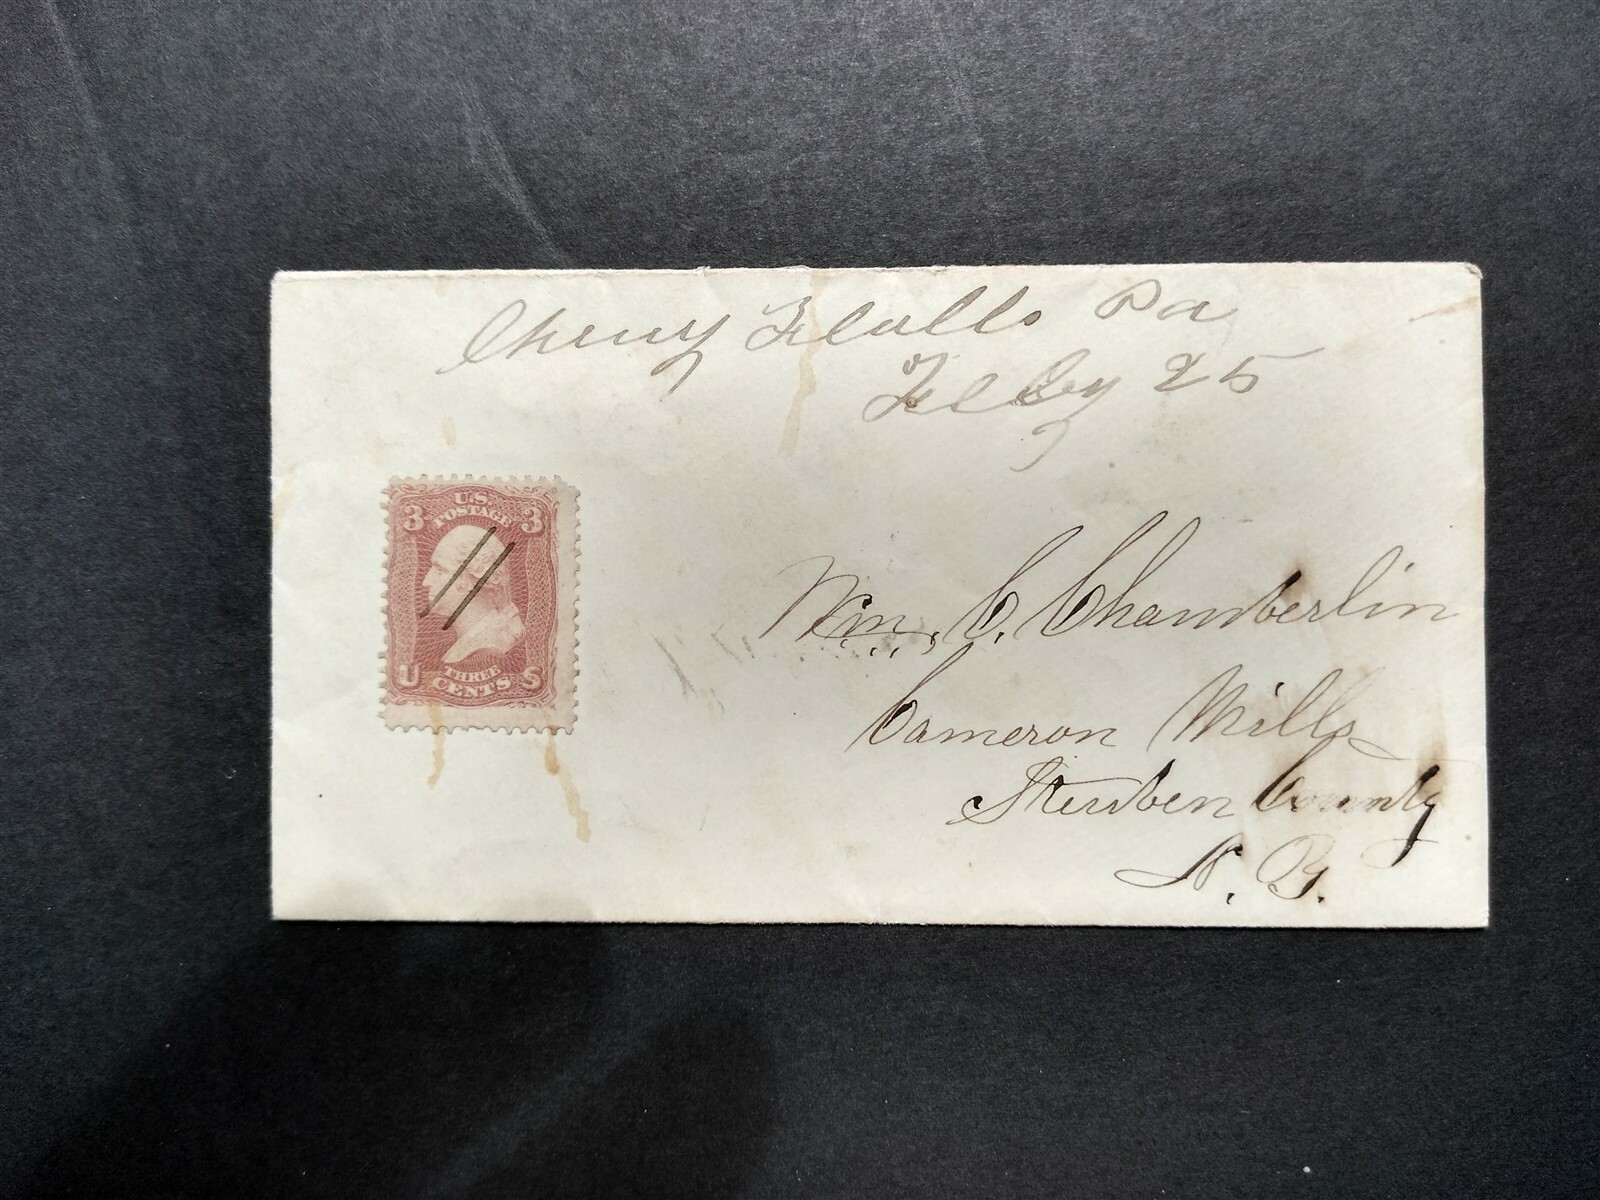 Cherry Flatts Pa
Feby 25
U.S.
POSTAGE
3 3
THREE
U CENTS S
Wm. C. Chamberlin
Cameron Mills
Steuben County
N. Y.